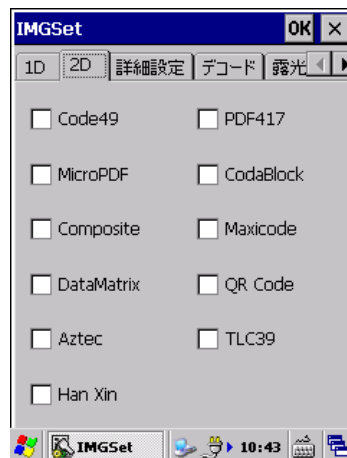 IMGSet OK ×
1D 2D 詳細設定 デコード 露光
Code49 PDF417
MicroPDF CodaBlock
Composite Maxicode
DataMatrix QR Code
Aztec TLC39
Han Xin
IMGSet 10:43